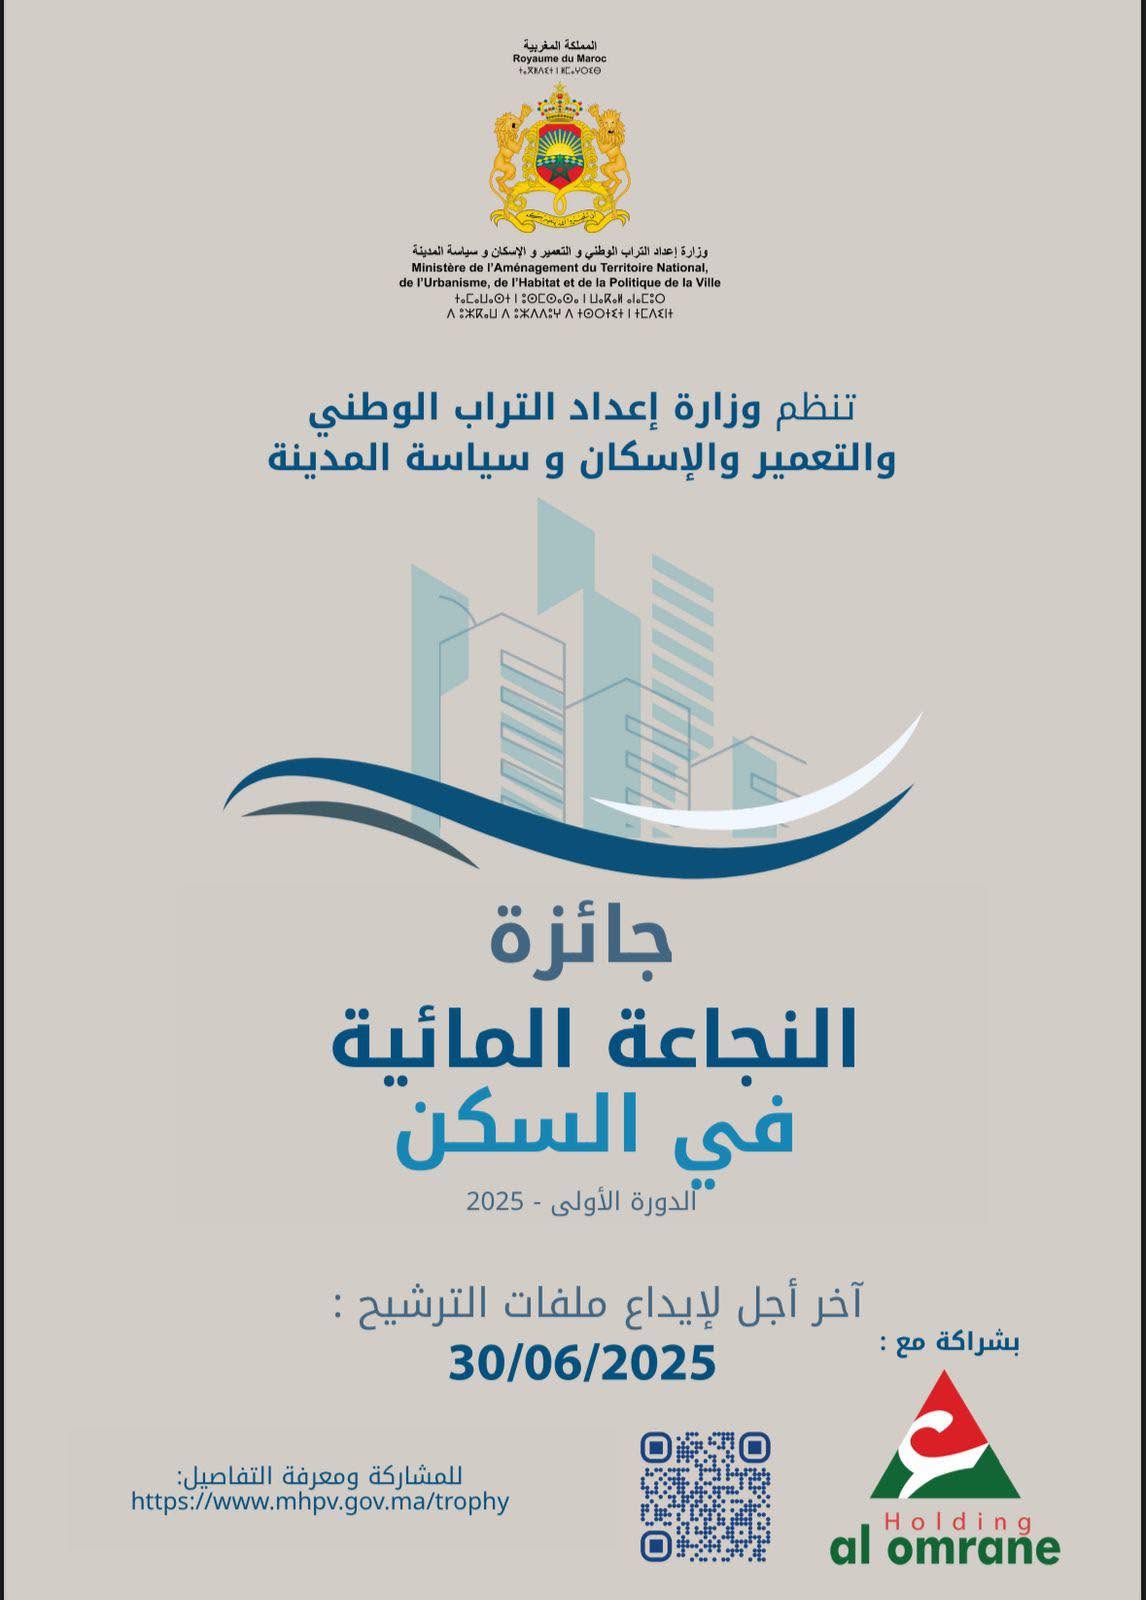 المملكة المغربية
Royaume du Maroc
ⵜⴰⴳⵍⴷⵉⵜ ⵏ ⵍⵎⵖⵔⵉⴱ
وزارة إعداد التراب الوطني و التعمير و الإسكان و سياسة المدينة
Ministère de l'Aménagement du Territoire National,
de l'Urbanisme, de l'Habitat et de la Politique de la Ville
تنظم وزارة إعداد التراب الوطني
والتعمير والإسكان و سياسة المدينة
جائزة
النجاعة المائية
في السكن
الدورة الأولى - 2025
آخر أجل لإيداع ملفات الترشيح :
30/06/2025
بشراكة مع :
للمشاركة ومعرفة التفاصيل:
https://www.mhpv.gov.ma/trophy
Holding
al omrane